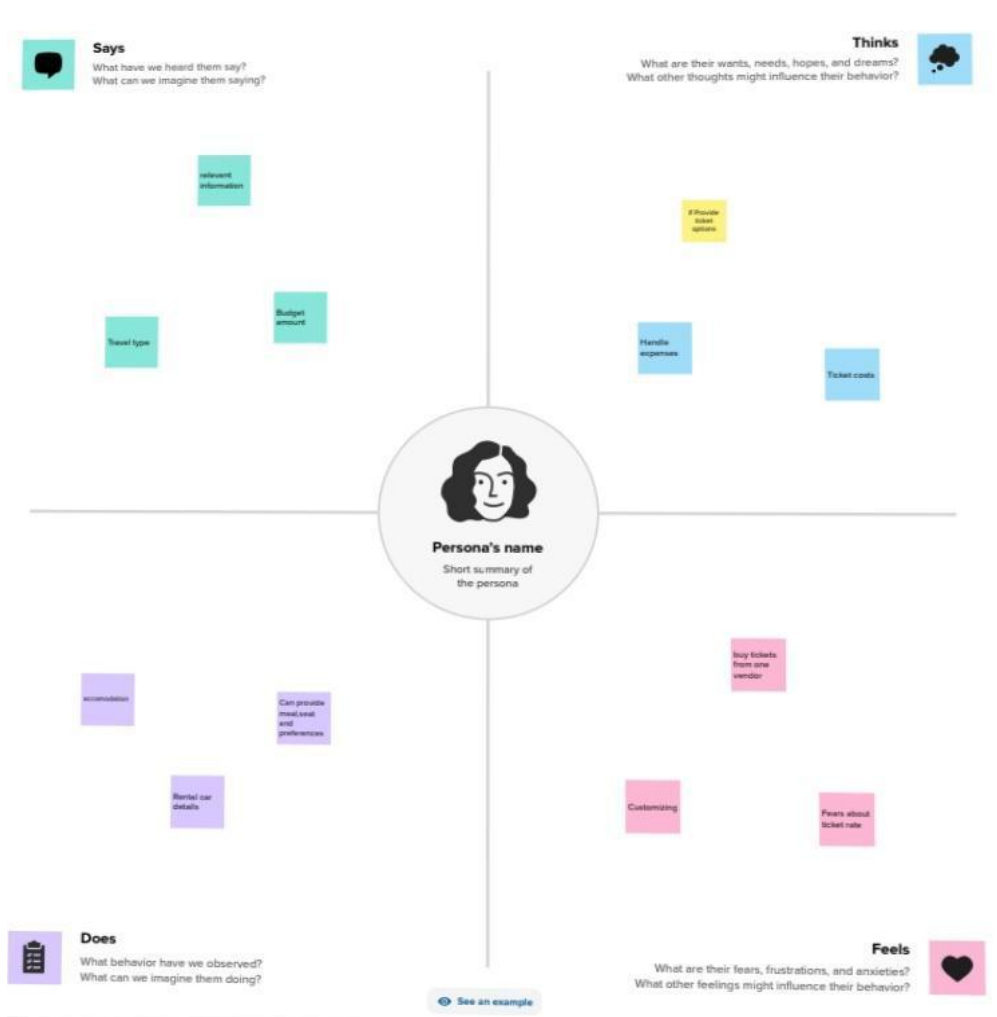 Says
What have we heard them say?
What can we imagine them saying?
Thinks
What are their wants, needs, hopes, and dreams?
What other thoughts might influence their behavior?
relevent
information
Travel type
Budget
amount
If Provide
ticket
options
Handle
expenses
Ticket costs
Persona's name
Short summary of
the persona
accomodation
Can provide
meal,seat
and
preferences
Rental car
details
buy tickets
from one
vendor
Customizing
Fears about
ticket rate
Does
What behavior have we observed?
What can we imagine them doing?
Feels
What are their fears, frustrations, and anxieties?
What other feelings might influence their behavior?
See an example